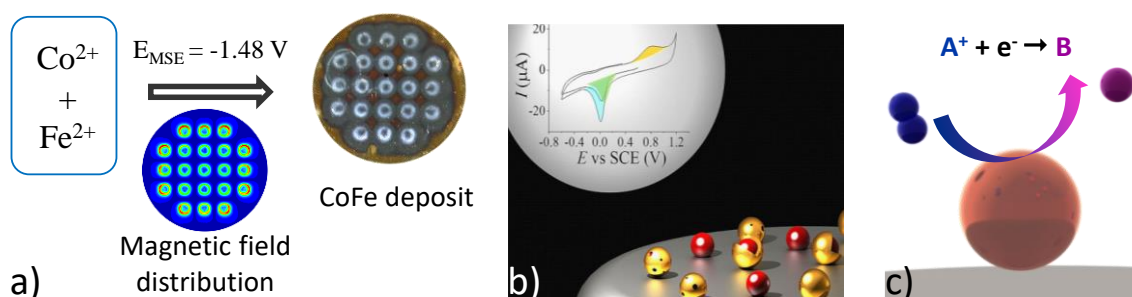 Co²⁺
+
Fe²⁺
E_MSE = -1.48 V
CoFe deposit
Magnetic field
distribution
a)
I (μA)
20
0
-20
-0.8 -0.4 0.0 0.4 0.8 1.2
E vs SCE (V)
b)
A⁺ + e⁻ → B
c)